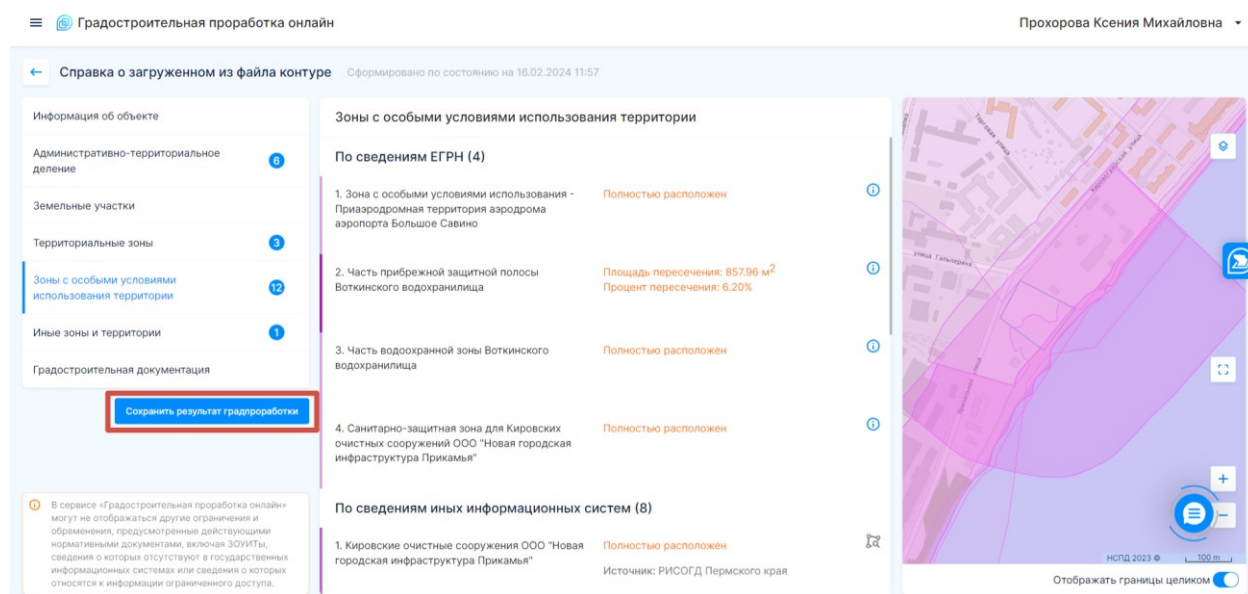 Градостроительная проработка онлайн
Прохорова Ксения Михайловна
Справка о загруженном из файла контуре
Сформировано по состоянию на 16.02.2024 11:57
Информация об объекте
Административно-территориальное
деление
6
Земельные участки
Территориальные зоны
3
Зоны с особыми условиями
использования территории
12
Иные зоны и территории
1
Градостроительная документация
Сохранить результат градпроработки
В сервисе «Градостроительная проработка онлайн»
могут не отображаться другие ограничения и
обременения, предусмотренные действующими
нормативными документами, включая ЗОУИТы,
сведения о которых отсутствуют в государственных
информационных системах или сведения о которых
относятся к информации ограниченного доступа.
Зоны с особыми условиями использования территории
По сведениям ЕГРН (4)
1. Зона с особыми условиями использования -
Приаэродромная территория аэродрома
аэропорта Большое Савино
Полностью расположен
2. Часть прибрежной защитной полосы
Воткинского водохранилища
Площадь пересечения: 857.96 м2
Процент пересечения: 6.20%
3. Часть водоохранной зоны Воткинского
водохранилища
Полностью расположен
4. Санитарно-защитная зона для Кировских
очистных сооружений ООО "Новая городская
инфраструктура Прикамья"
Полностью расположен
По сведениям иных информационных систем (8)
1. Кировские очистные сооружения ООО "Новая
городская инфраструктура Прикамья"
Полностью расположен
Источник: РИСОГД Пермского края
Торговая улица
Кировоградская улица
улица Гальперина
НСПД 2023 ©
100 m
Отображать границы целиком